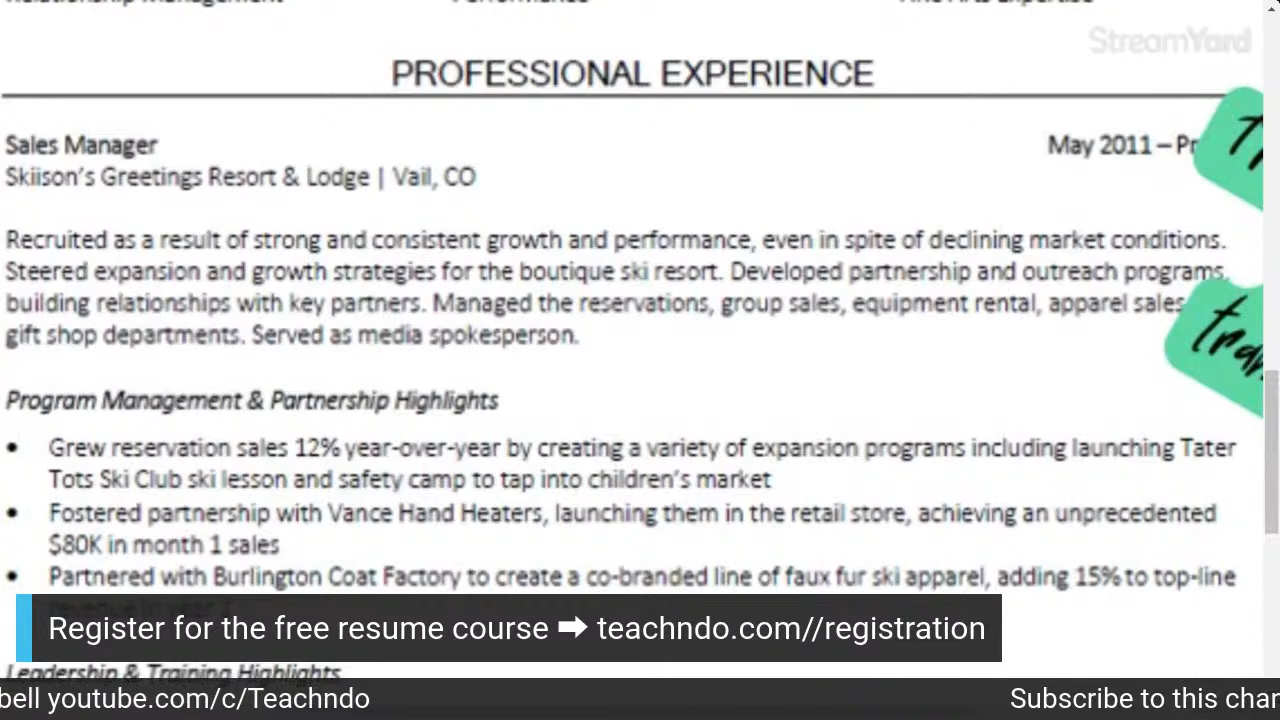 StreamYard
PROFESSIONAL EXPERIENCE
Sales Manager May 2011 –
Skiison's Greetings Resort & Lodge | Vail, CO
Recruited as a result of strong and consistent growth and performance, even in spite of declining market conditions.
Steered expansion and growth strategies for the boutique ski resort. Developed partnership and outreach programs,
building relationships with key partners. Managed the reservations, group sales, equipment rental, apparel sales
gift shop departments. Served as media spokesperson.
Program Management & Partnership Highlights
• Grew reservation sales 12% year-over-year by creating a variety of expansion programs including launching Tater
Tots Ski Club ski lesson and safety camp to tap into children's market
• Fostered partnership with Vance Hand Heaters, launching them in the retail store, achieving an unprecedented
$80K in month 1 sales
• Partnered with Burlington Coat Factory to create a co-branded line of faux fur ski apparel, adding 15% to top-line
Register for the free resume course ➡ teachndo.com//registration
Leadership & Training Highlights
bell youtube.com/c/Teachndo Subscribe to this